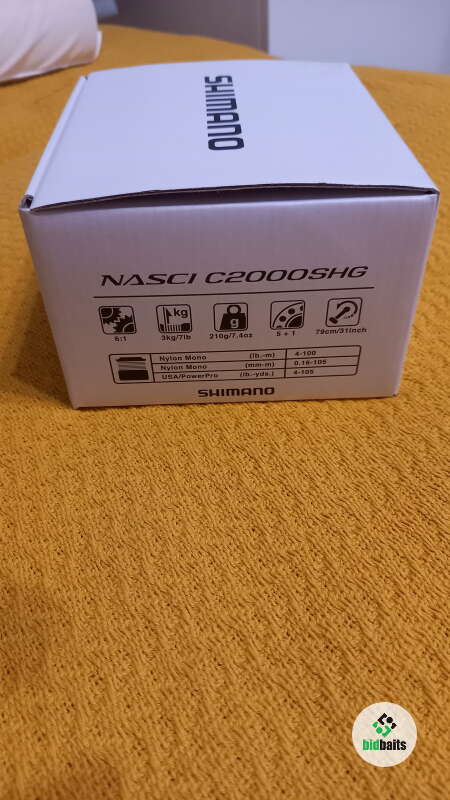 SHIMANO
NASCI C2000SHG
kg
g
6:1
3kg/7lb
210g/7.4oz
5 + 1
79cm/31inch
Nylon Mono (lb.-m) 4-100
Nylon Mono (mm-m) 0.16-105
USA/PowerPro (lb.-yds.) 4-105
SHIMANO
bidbaits